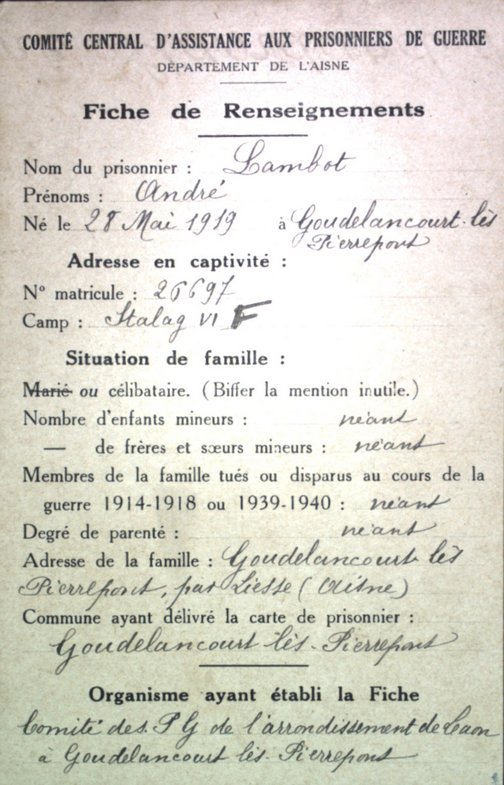 COMITÉ CENTRAL D'ASSISTANCE AUX PRISONNIERS DE GUERRE
DÉPARTEMENT DE L'AISNE
Fiche de Renseignements
Nom du prisonnier : Lambot
Prénoms : André
Né le 28 Mai 1919 à Goudelancourt-lès
Pierrepont
Adresse en captivité :
N° matricule : 26697
Camp : Stalag VI F
Situation de famille :
Marié ou célibataire. (Biffer la mention inutile.)
Nombre d'enfants mineurs : néant
— de frères et sœurs mineurs : néant
Membres de la famille tués ou disparus au cours de la
guerre 1914-1918 ou 1939-1940 : néant
Degré de parenté : néant
Adresse de la famille : Goudelancourt lès
Pierrepont, par Liesse (Aisne)
Commune ayant délivré la carte de prisonnier :
Goudelancourt-lès-Pierrepont
Organisme ayant établi la Fiche
Comité des P G de l'arrondissement de Laon
à Goudelancourt lès-Pierrepont